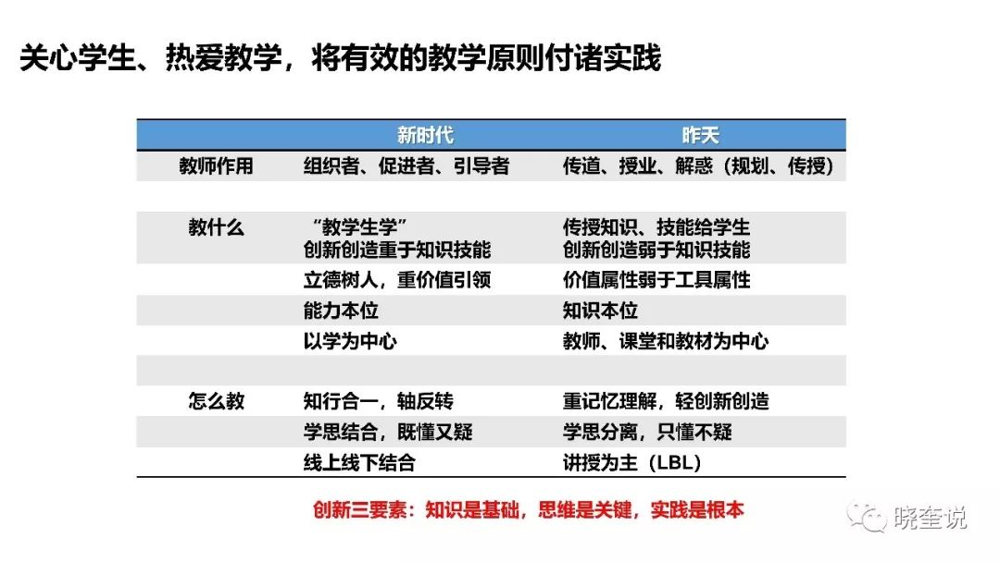 关心学生、热爱教学，将有效的教学原则付诸实践
新时代 昨天
教师作用 组织者、促进者、引导者 传道、授业、解惑（规划、传授）
教什么 “教学生学” 传授知识、技能给学生
创新创造重于知识技能 创新创造弱于知识技能
立德树人，重价值引领 价值属性弱于工具属性
能力本位 知识本位
以学为中心 教师、课堂和教材为中心
怎么教 知行合一，轴反转 重记忆理解，轻创新创造
学思结合，既懂又疑 学思分离，只懂不疑
线上线下结合 讲授为主（LBL）
创新三要素：知识是基础，思维是关键，实践是根本
晓奎说